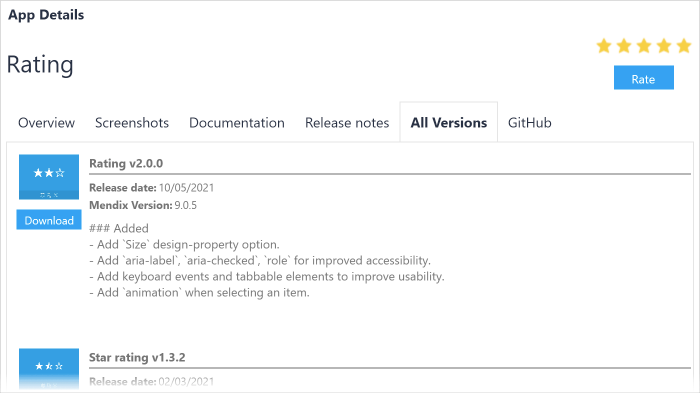 App Details
Rating
Rate
Overview Screenshots Documentation Release notes All Versions GitHub
Rating v2.0.0
Release date: 10/05/2021
Mendix Version: 9.0.5
Download
### Added
- Add `Size` design-property option.
- Add `aria-label`, `aria-checked`, `role` for improved accessibility.
- Add keyboard events and tabbable elements to improve usability.
- Add `animation` when selecting an item.
Star rating v1.3.2
Release date: 02/03/2021